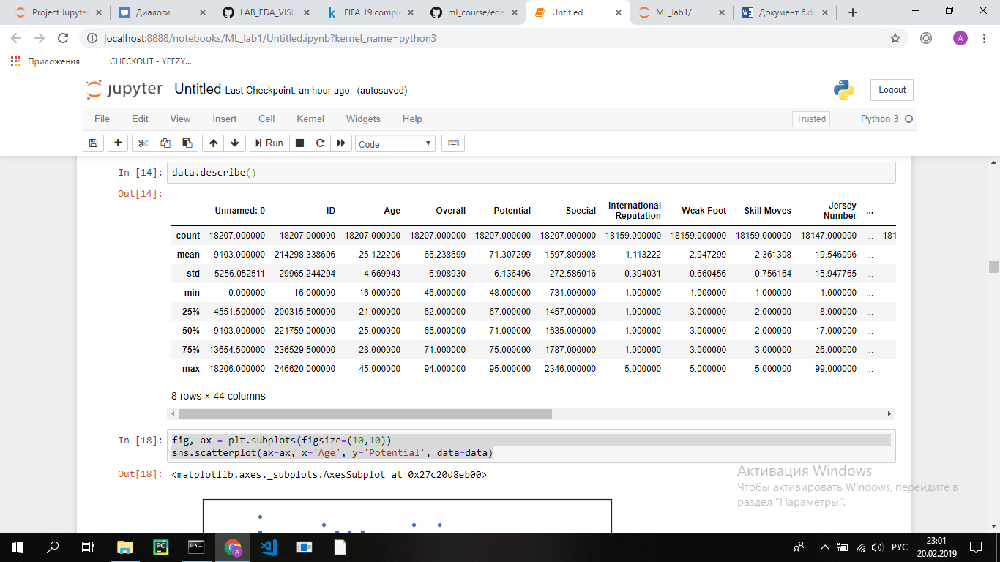 Project Jupyter
Диалоги
LAB_EDA_VISU
FIFA 19 comple
ml_course/eda
Untitled
ML_lab1/
Документ 6.do
localhost:8888/notebooks/ML_lab1/Untitled.ipynb?kernel_name=python3
A
Приложения CHECKOUT - YEEZY...
jupyter Untitled Last Checkpoint: an hour ago (autosaved) Logout
File Edit View Insert Cell Kernel Widgets Help Trusted Python 3
Run Code
In [14]: data.describe()
Out[14]:
Unnamed: 0 ID Age Overall Potential Special International Reputation Weak Foot Skill Moves Jersey Number ...
count 18207.000000 18207.000000 18207.000000 18207.000000 18207.000000 18207.000000 18159.000000 18159.000000 18159.000000 18147.000000 ... 181
mean 9103.000000 214298.338606 25.122206 66.238699 71.307299 1597.809908 1.113222 2.947299 2.361308 19.546096 ...
std 5256.052511 29965.244204 4.669943 6.908930 6.136496 272.586016 0.394031 0.660456 0.756164 15.947765 ...
min 0.000000 16.000000 16.000000 46.000000 48.000000 731.000000 1.000000 1.000000 1.000000 1.000000 ...
25% 4551.500000 200315.500000 21.000000 62.000000 67.000000 1457.000000 1.000000 3.000000 2.000000 8.000000 ...
50% 9103.000000 221759.000000 25.000000 66.000000 71.000000 1635.000000 1.000000 3.000000 2.000000 17.000000 ...
75% 13654.500000 236529.500000 28.000000 71.000000 75.000000 1787.000000 1.000000 3.000000 3.000000 26.000000 ...
max 18206.000000 246620.000000 45.000000 94.000000 95.000000 2346.000000 5.000000 5.000000 5.000000 99.000000 ...
8 rows × 44 columns
In [18]: fig, ax = plt.subplots(figsize=(10,10))
sns.scatterplot(ax=ax, x='Age', y='Potential', data=data)
Out[18]: <matplotlib.axes._subplots.AxesSubplot at 0x27c20d8eb00>
Активация Windows
Чтобы активировать Windows, перейдите в
раздел "Параметры".
РУС
23:01
20.02.2019